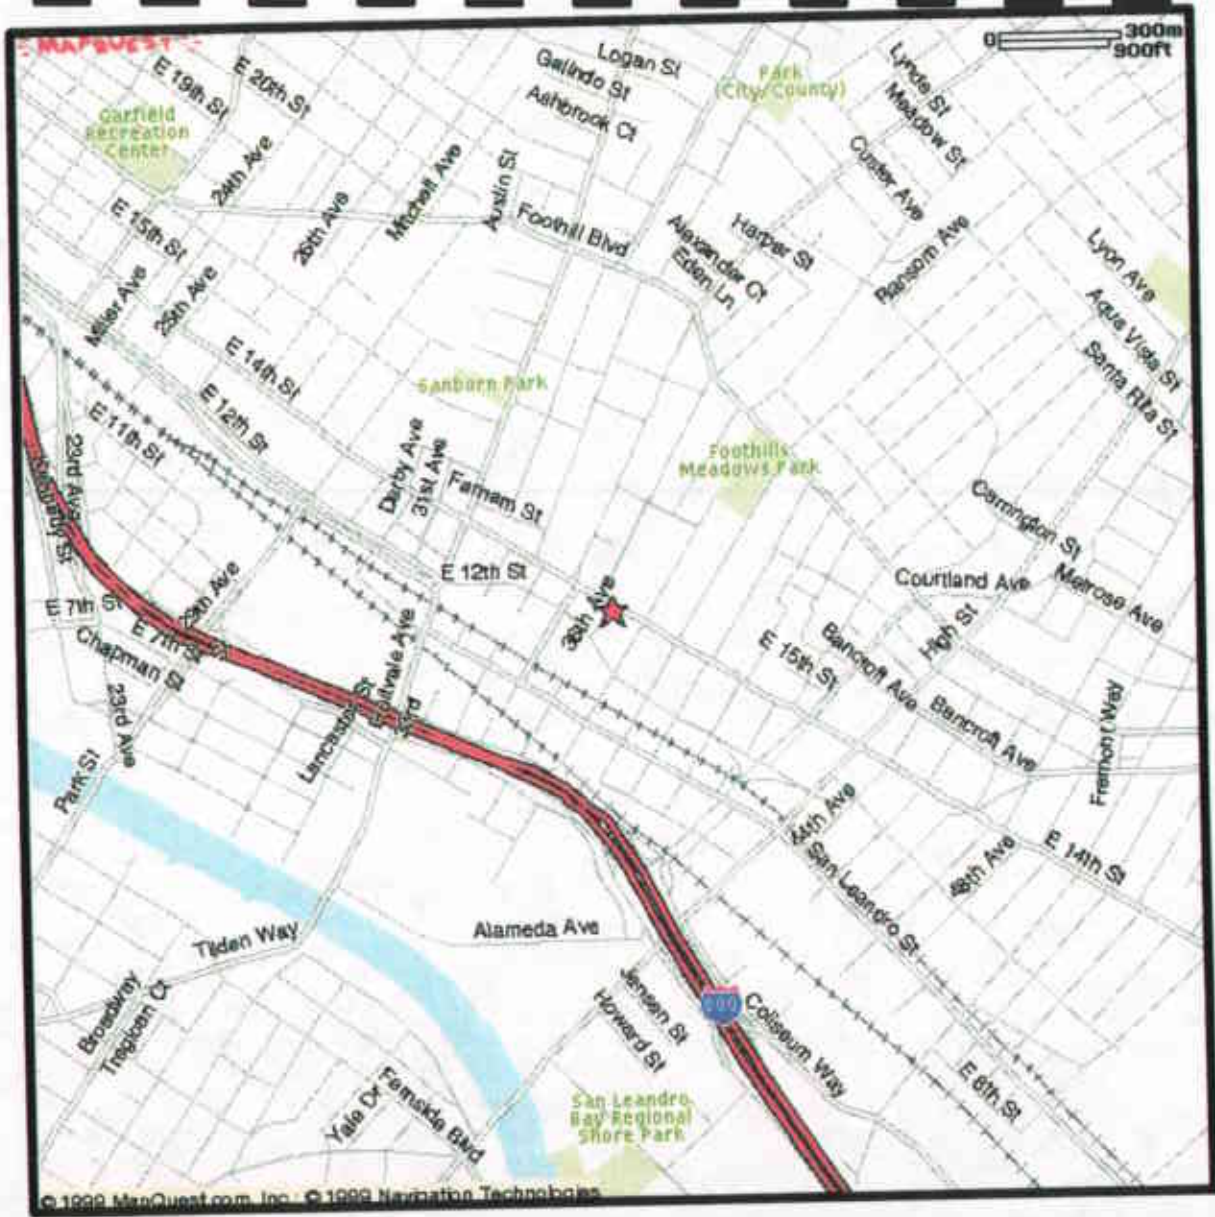 MAPQUEST
0 300m
900ft
Logan St
Galindo St
Ashbrook Ct
E 19th St
E 20th St
Park
(City/County)
Lynde St
Meadow St
Garfield
Recreation
Center
24th Ave
26th Ave
Mitchell Ave
Austin St
Foothill Blvd
Custer Ave
Harper St
Alexander Ct
Eden Ln
Ransom Ave
Lyon Ave
Aqua Vista St
Santa Rita St
E 15th St
Miller Ave
25th Ave
E 14th St
Sanborn Park
E 12th St
E 11th St
23rd Ave
Derby Ave
31st Ave
Farnam St
Foothills
Meadows Park
Carrington St
E 12th St
Courtland Ave
Melrose Ave
36th Ave
High St
E 7th St
29th Ave
E 7th St
Chapman St
E 15th St
Bancroft Ave
Bancroft Ave
Fremont Way
23rd Ave
Park St
Lancaster St
Fruitvale Ave
44th Ave
San Leandro St
48th Ave
E 14th St
Tilden Way
Alameda Ave
Broadway
Tregloan Ct
Jensen St
Howard St
880
Coliseum Way
E 8th St
Yale Dr
Fernside Blvd
San Leandro
Bay Regional
Shore Park
© 1999 MapQuest.com, Inc.; © 1999 Navigation Technologies